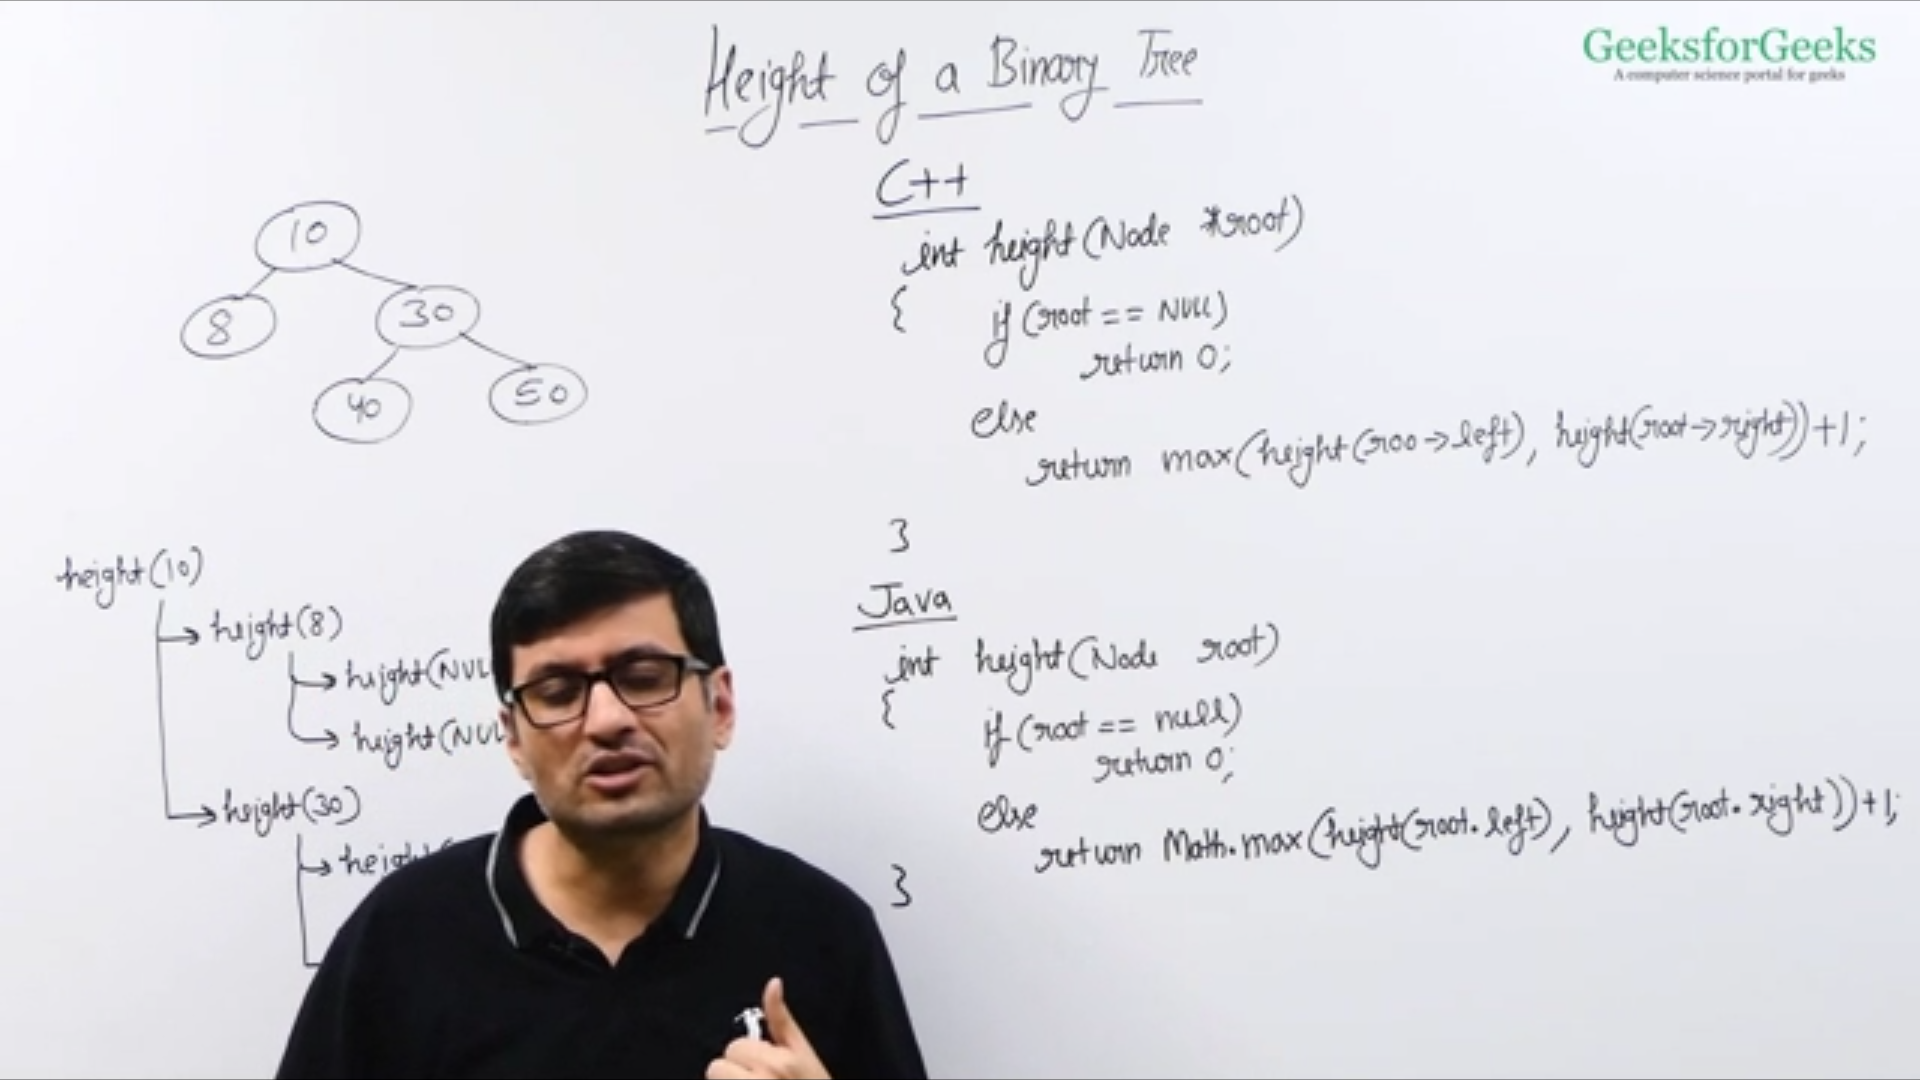 Height of a Binary Tree
GeeksforGeeks
A computer science portal for geeks
10
8
30
40
50
height(10)
height(8)
height(NUL
height(NUL
height(30)
heigh
C++
int height(Node *root)
{ if (root == NULL)
return 0;
else
return max(height(roo->left), height(root->right))+1;
}
Java
int height(Node root)
{ if (root == null)
return 0;
else
return Math.max(height(root.left), height(root.right))+1;
}